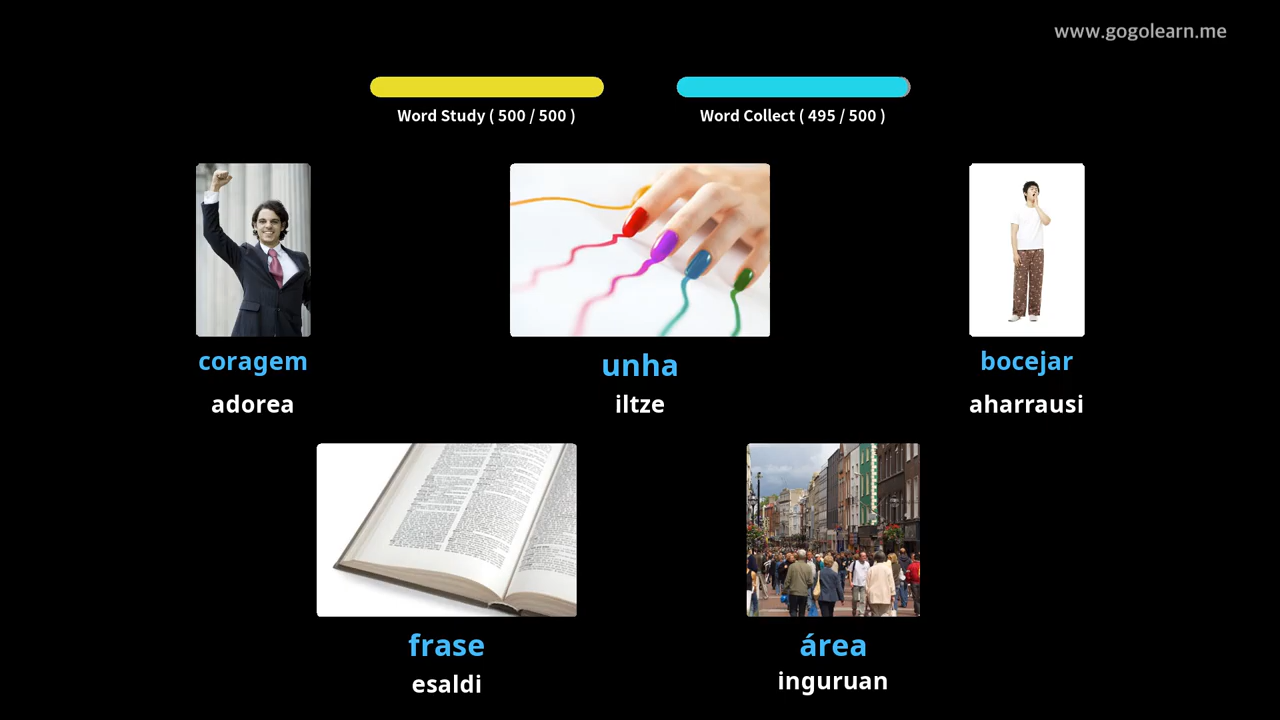 www.gogolearn.me
Word Study ( 500 / 500 )
Word Collect ( 495 / 500 )
coragem
adorea
unha
iltze
bocejar
aharrausi
frase
esaldi
área
inguruan